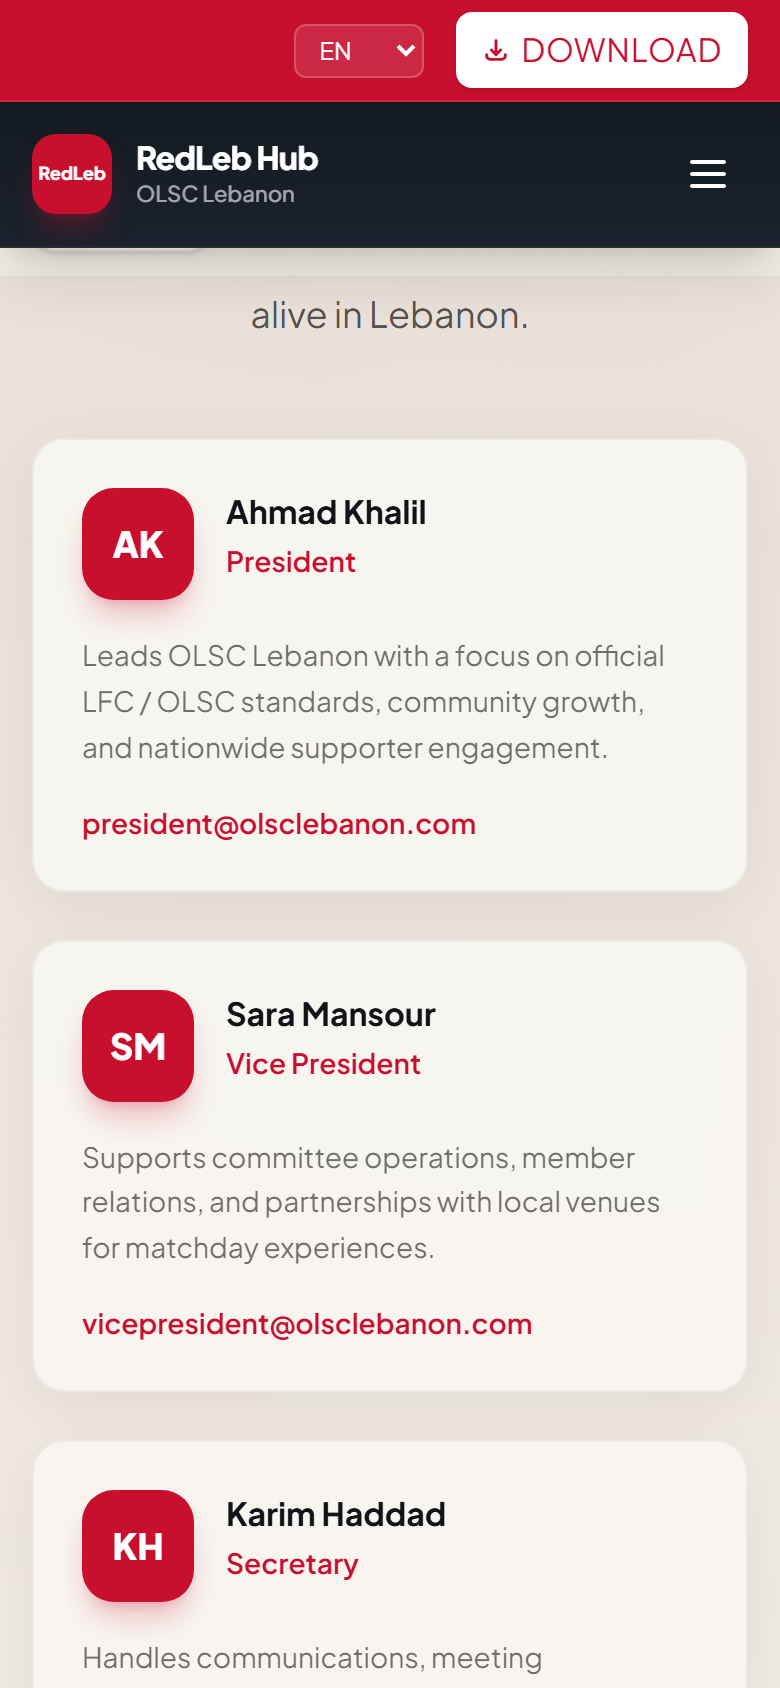 EN
DOWNLOAD
RedLeb
RedLeb Hub
OLSC Lebanon
alive in Lebanon.
AK
Ahmad Khalil
President
Leads OLSC Lebanon with a focus on official
LFC / OLSC standards, community growth,
and nationwide supporter engagement.
president@olsclebanon.com
SM
Sara Mansour
Vice President
Supports committee operations, member
relations, and partnerships with local venues
for matchday experiences.
vicepresident@olsclebanon.com
KH
Karim Haddad
Secretary
Handles communications, meeting